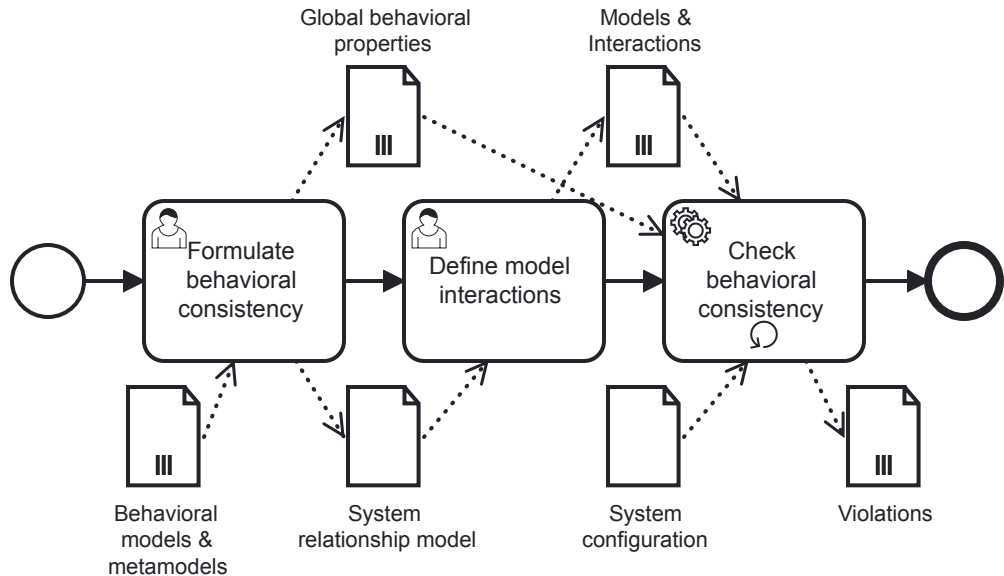 Global behavioral
properties
Models &
Interactions
Formulate
behavioral
consistency
Define model
interactions
Check
behavioral
consistency
Behavioral
models &
metamodels
System
relationship model
System
configuration
Violations